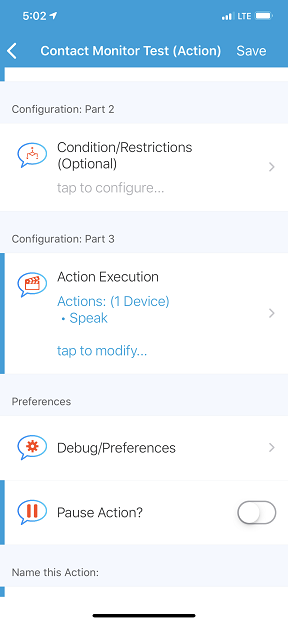 5:02
LTE
Contact Monitor Test (Action) Save
Configuration: Part 2
Condition/Restrictions
(Optional)
tap to configure...
Configuration: Part 3
Action Execution
Actions: (1 Device)
• Speak
tap to modify...
Preferences
Debug/Preferences
Pause Action?
Name this Action: